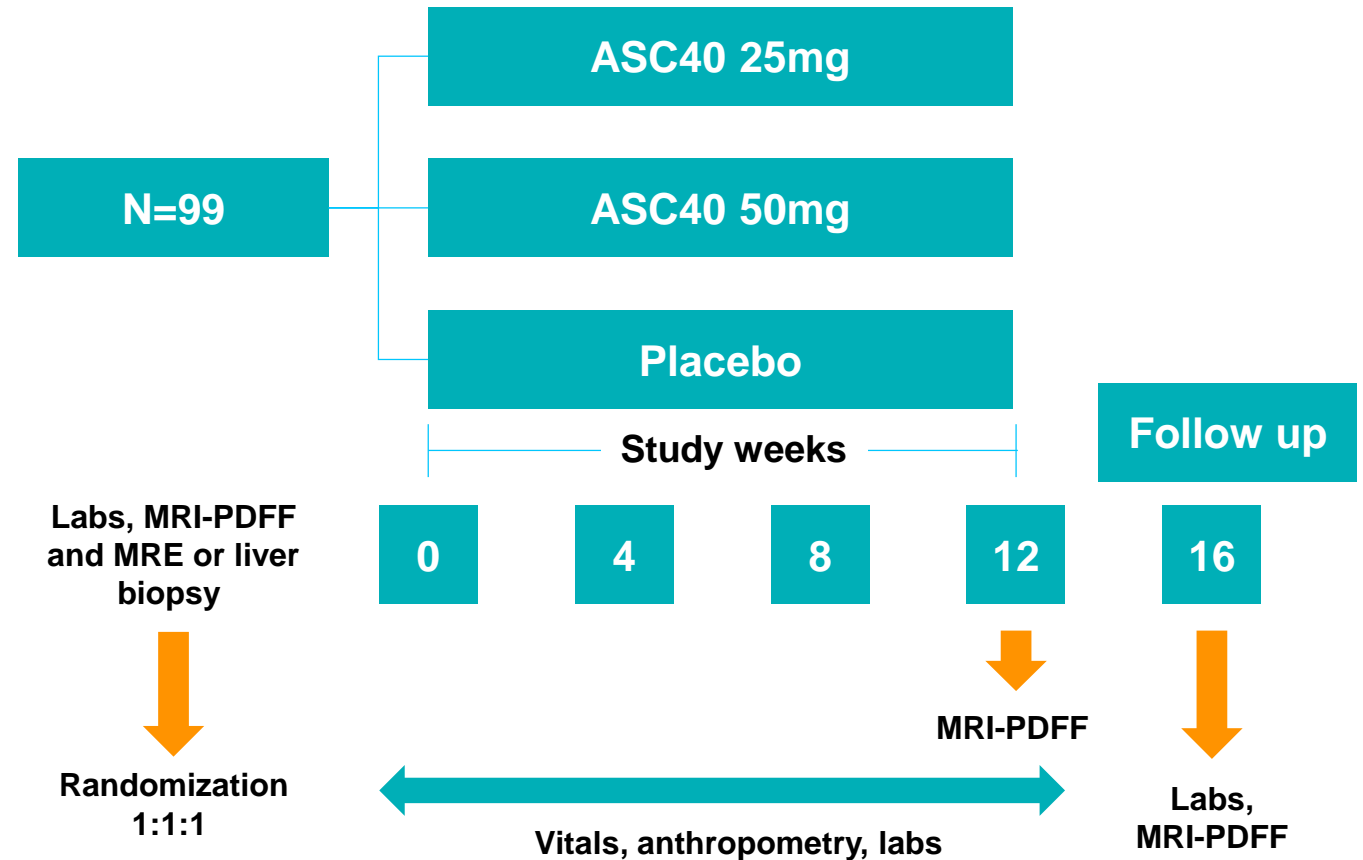 ASC40 25mg
N=99
ASC40 50mg
Placebo
Study weeks
Follow up
Labs, MRI-PDFF
and MRE or liver
biopsy
0
4
8
12
16
MRI-PDFF
Randomization
1:1:1
Vitals, anthropometry, labs
Labs,
MRI-PDFF